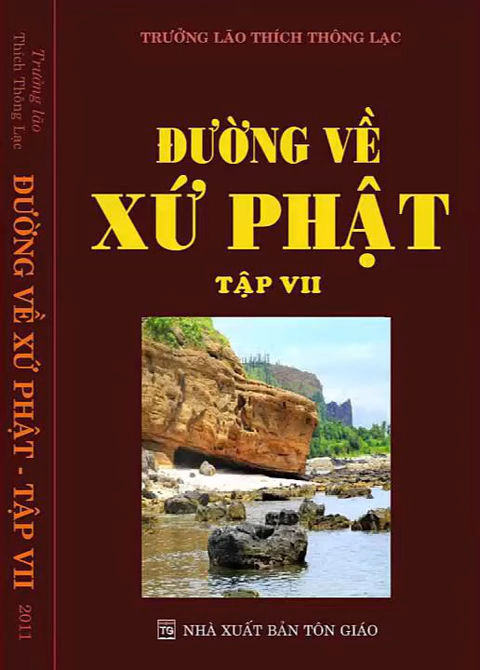 TRƯỞNG LÃO THÍCH THÔNG LẠC
ĐƯỜNG VỀ
XỨ PHẬT
TẬP VII
TG NHÀ XUẤT BẢN TÔN GIÁO
Trưởng lão
Thích Thông Lạc
ĐƯỜNG VỀ XỨ PHẬT - TẬP VII
2011